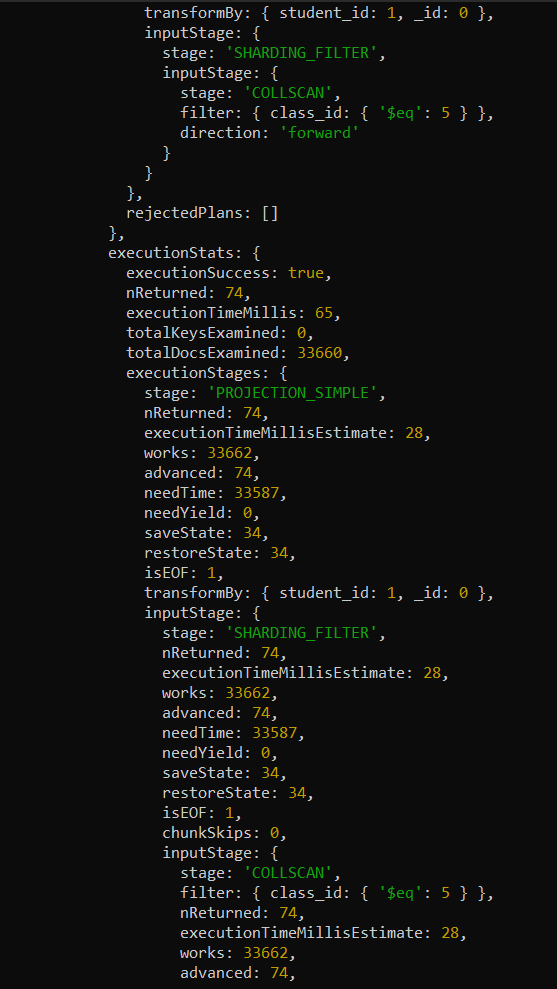 transformBy: { student_id: 1, _id: 0 },
inputStage: {
stage: 'SHARDING_FILTER',
inputStage: {
stage: 'COLLSCAN',
filter: { class_id: { '$eq': 5 } },
direction: 'forward'
}
}
},
rejectedPlans: []
},
executionStats: {
executionSuccess: true,
nReturned: 74,
executionTimeMillis: 65,
totalKeysExamined: 0,
totalDocsExamined: 33660,
executionStages: {
stage: 'PROJECTION_SIMPLE',
nReturned: 74,
executionTimeMillisEstimate: 28,
works: 33662,
advanced: 74,
needTime: 33587,
needYield: 0,
saveState: 34,
restoreState: 34,
isEOF: 1,
transformBy: { student_id: 1, _id: 0 },
inputStage: {
stage: 'SHARDING_FILTER',
nReturned: 74,
executionTimeMillisEstimate: 28,
works: 33662,
advanced: 74,
needTime: 33587,
needYield: 0,
saveState: 34,
restoreState: 34,
isEOF: 1,
chunkSkips: 0,
inputStage: {
stage: 'COLLSCAN',
filter: { class_id: { '$eq': 5 } },
nReturned: 74,
executionTimeMillisEstimate: 28,
works: 33662,
advanced: 74,